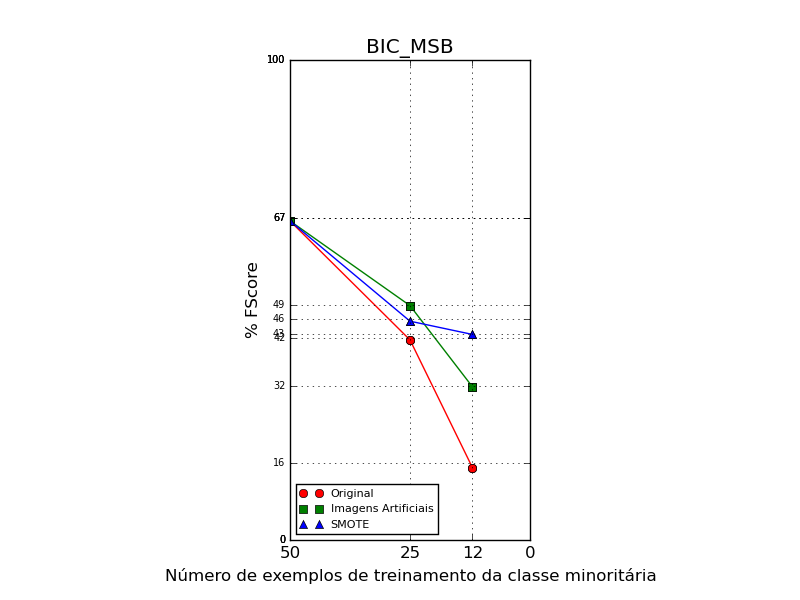 BIC_MSB
100
67
49
46
43
42
32
16
0
% FScore
Original
Imagens Artificiais
SMOTE
50 25 12 0
Número de exemplos de treinamento da classe minoritária